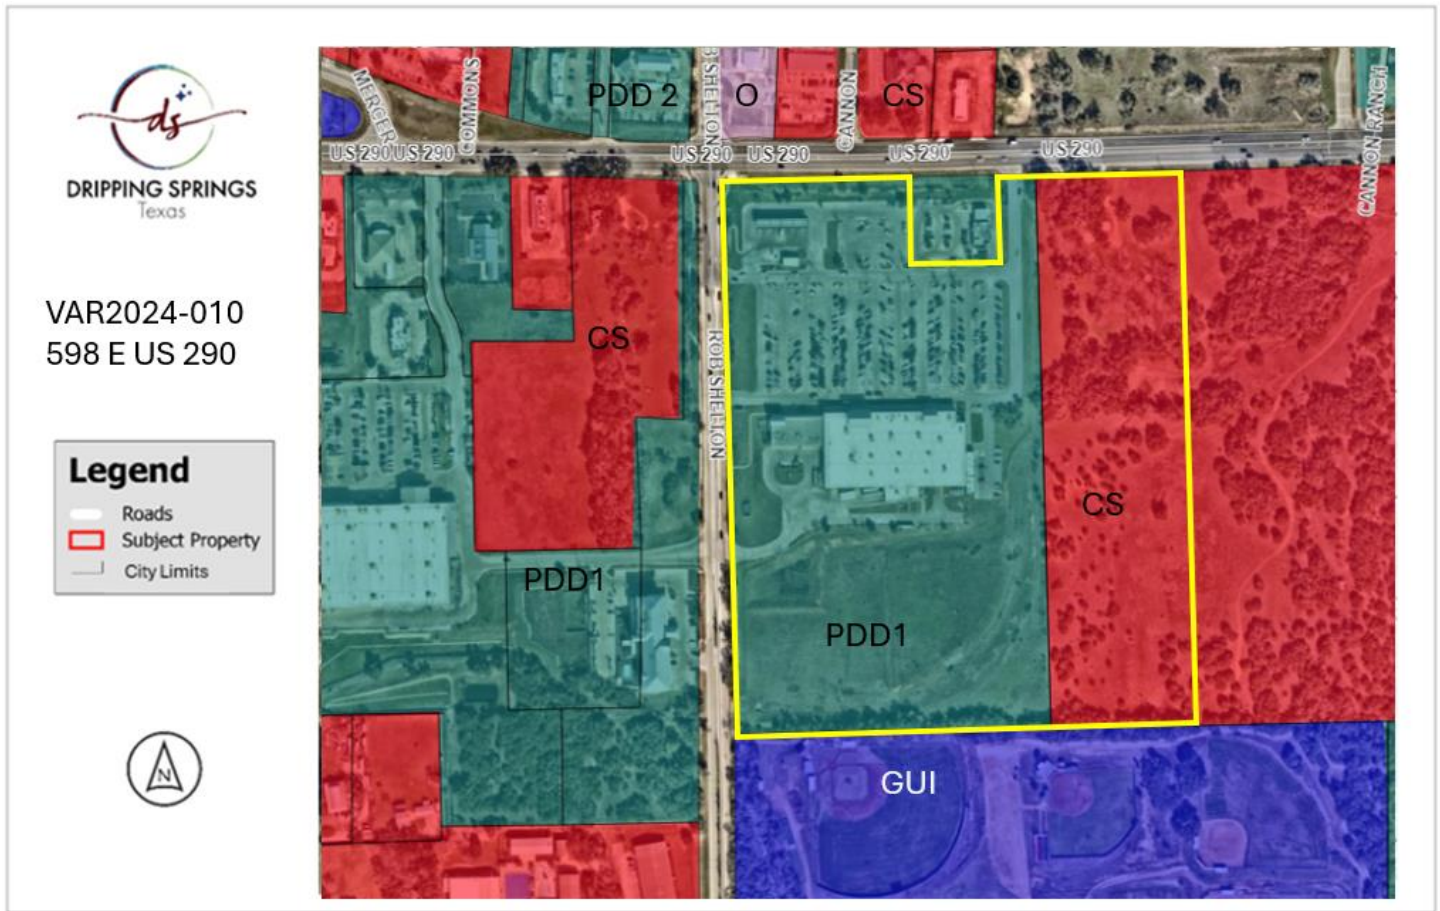 ds
DRIPPING SPRINGS
Texas
VAR2024-010
598 E US 290
Legend
Roads
Subject Property
City Limits
N
MERCER
COMMONS
PDD 2
B SHELTON
O
CANNON
CS
CANNON RANCH
US 290
US 290
US 290
US 290
US 290
US 290
CS
ROB SHELTON
CS
PDD1
PDD1
GUI